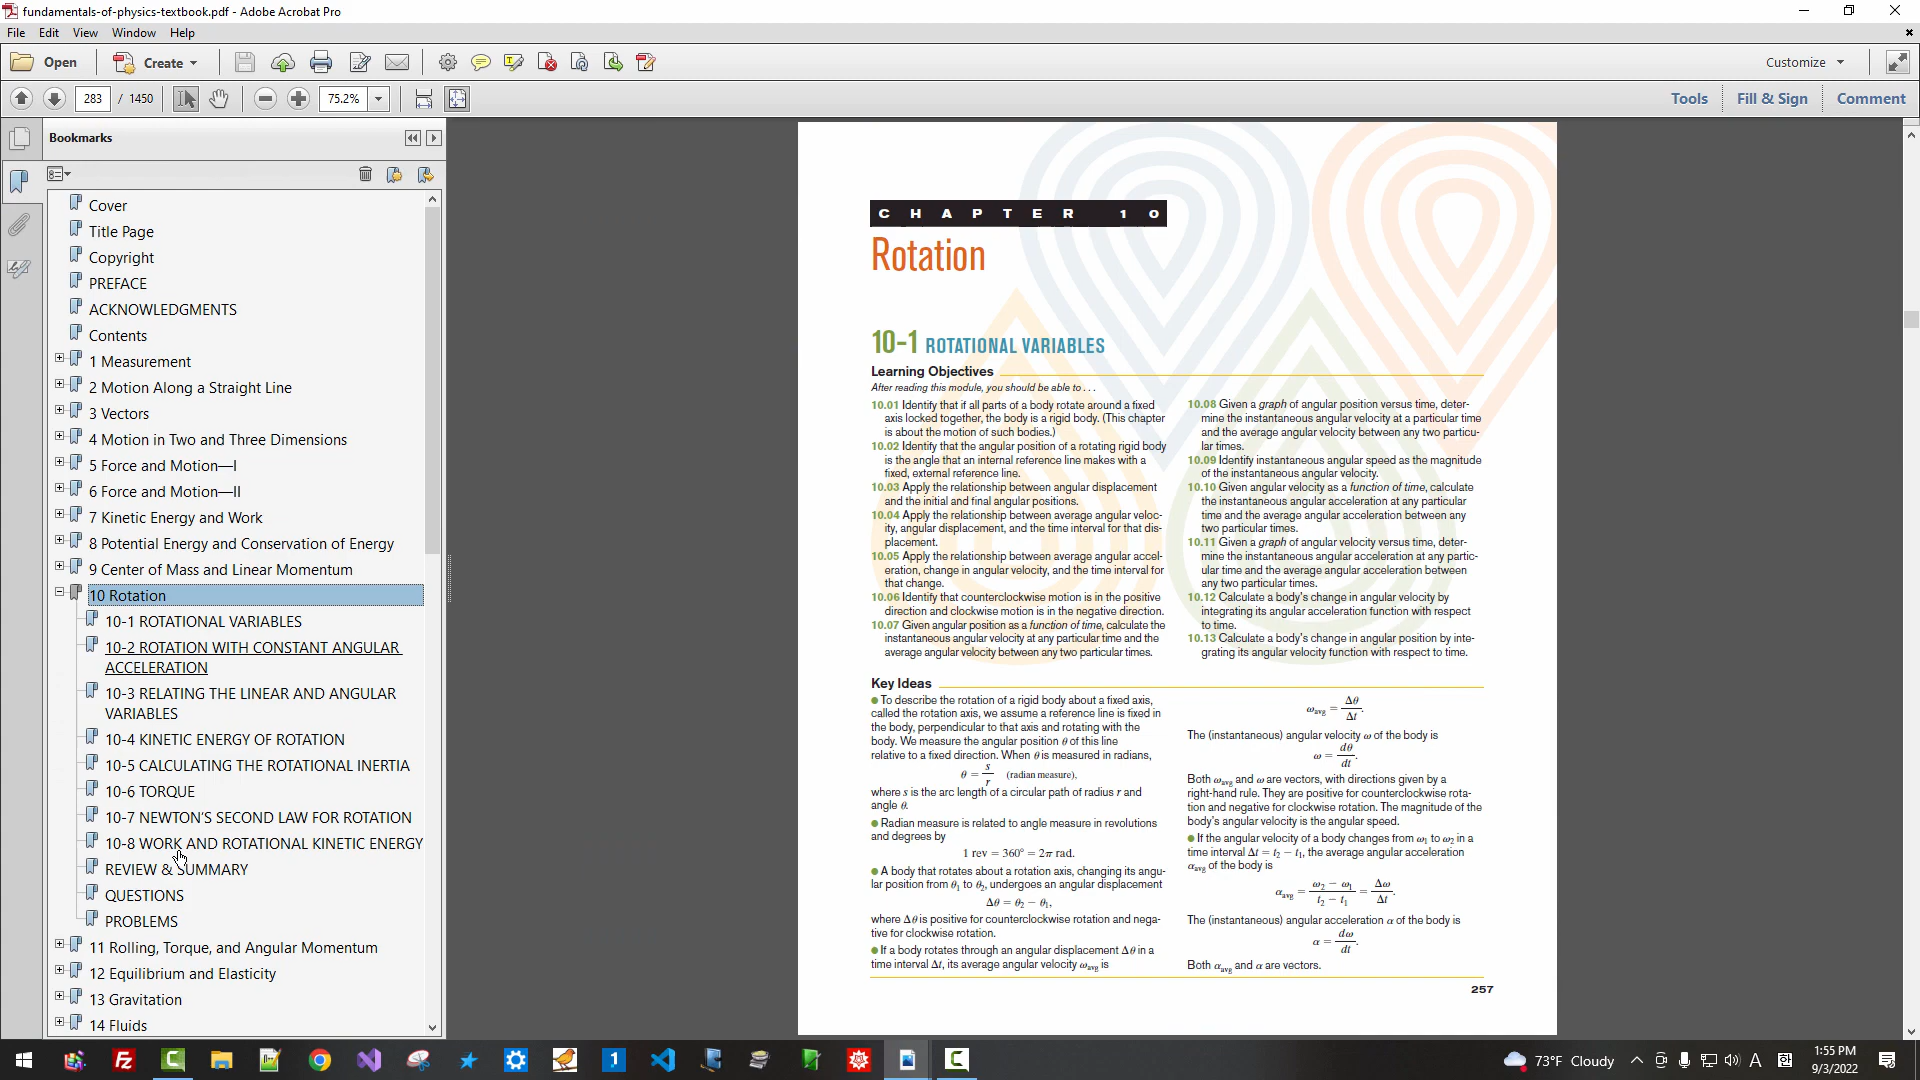 fundamentals-of-physics-textbook.pdf - Adobe Acrobat Pro
File Edit View Window Help
Open Create Customize
283 / 1450 75.2% Tools Fill & Sign Comment
Bookmarks
Cover
Title Page
Copyright
PREFACE
ACKNOWLEDGMENTS
Contents
1 Measurement
2 Motion Along a Straight Line
3 Vectors
4 Motion in Two and Three Dimensions
5 Force and Motion—I
6 Force and Motion—II
7 Kinetic Energy and Work
8 Potential Energy and Conservation of Energy
9 Center of Mass and Linear Momentum
10 Rotation
10-1 ROTATIONAL VARIABLES
10-2 ROTATION WITH CONSTANT ANGULAR
ACCELERATION
10-3 RELATING THE LINEAR AND ANGULAR
VARIABLES
10-4 KINETIC ENERGY OF ROTATION
10-5 CALCULATING THE ROTATIONAL INERTIA
10-6 TORQUE
10-7 NEWTON'S SECOND LAW FOR ROTATION
10-8 WORK AND ROTATIONAL KINETIC ENERGY
REVIEW & SUMMARY
QUESTIONS
PROBLEMS
11 Rolling, Torque, and Angular Momentum
12 Equilibrium and Elasticity
13 Gravitation
14 Fluids
CHAPTER 10
Rotation
10-1 ROTATIONAL VARIABLES
Learning Objectives
After reading this module, you should be able to . . .
10.01 Identify that if all parts of a body rotate around a fixed
axis locked together, the body is a rigid body. (This chapter
is about the motion of such bodies.)
10.02 Identify that the angular position of a rotating rigid body
is the angle that an internal reference line makes with a
fixed, external reference line.
10.03 Apply the relationship between angular displacement
and the initial and final angular positions.
10.04 Apply the relationship between average angular veloc-
ity, angular displacement, and the time interval for that dis-
placement.
10.05 Apply the relationship between average angular accel-
eration, change in angular velocity, and the time interval for
that change.
10.06 Identify that counterclockwise motion is in the positive
direction and clockwise motion is in the negative direction.
10.07 Given angular position as a function of time, calculate the
instantaneous angular velocity at any particular time and the
average angular velocity between any two particular times.
10.08 Given a graph of angular position versus time, deter-
mine the instantaneous angular velocity at a particular time
and the average angular velocity between any two particu-
lar times.
10.09 Identify instantaneous angular speed as the magnitude
of the instantaneous angular velocity.
10.10 Given angular velocity as a function of time, calculate
the instantaneous angular acceleration at any particular
time and the average angular acceleration between any
two particular times.
10.11 Given a graph of angular velocity versus time, deter-
mine the instantaneous angular acceleration at any partic-
ular time and the average angular acceleration between
any two particular times.
10.12 Calculate a body's change in angular velocity by
integrating its angular acceleration function with respect
to time.
10.13 Calculate a body's change in angular position by inte-
grating its angular velocity function with respect to time.
Key Ideas
● To describe the rotation of a rigid body about a fixed axis,
called the rotation axis, we assume a reference line is fixed in
the body, perpendicular to that axis and rotating with the
body. We measure the angular position θ of this line
relative to a fixed direction. When θ is measured in radians,
θ = s/r (radian measure),
where s is the arc length of a circular path of radius r and
angle θ.
● Radian measure is related to angle measure in revolutions
and degrees by
1 rev = 360° = 2π rad.
● A body that rotates about a rotation axis, changing its angu-
lar position from θ₁ to θ₂, undergoes an angular displacement
Δθ = θ₂ − θ₁,
where Δθ is positive for counterclockwise rotation and nega-
tive for clockwise rotation.
● If a body rotates through an angular displacement Δθ in a
time interval Δt, its average angular velocity ω_avg is
ω_avg = Δθ/Δt.
The (instantaneous) angular velocity ω of the body is
ω = dθ/dt.
Both ω_avg and ω are vectors, with directions given by a
right-hand rule. They are positive for counterclockwise rota-
tion and negative for clockwise rotation. The magnitude of the
body's angular velocity is the angular speed.
● If the angular velocity of a body changes from ω₁ to ω₂ in a
time interval Δt = t₂ − t₁, the average angular acceleration
α_avg of the body is
α_avg = (ω₂ − ω₁)/(t₂ − t₁) = Δω/Δt.
The (instantaneous) angular acceleration α of the body is
α = dω/dt.
Both α_avg and α are vectors.
257
73°F Cloudy
A
1:55 PM
9/3/2022